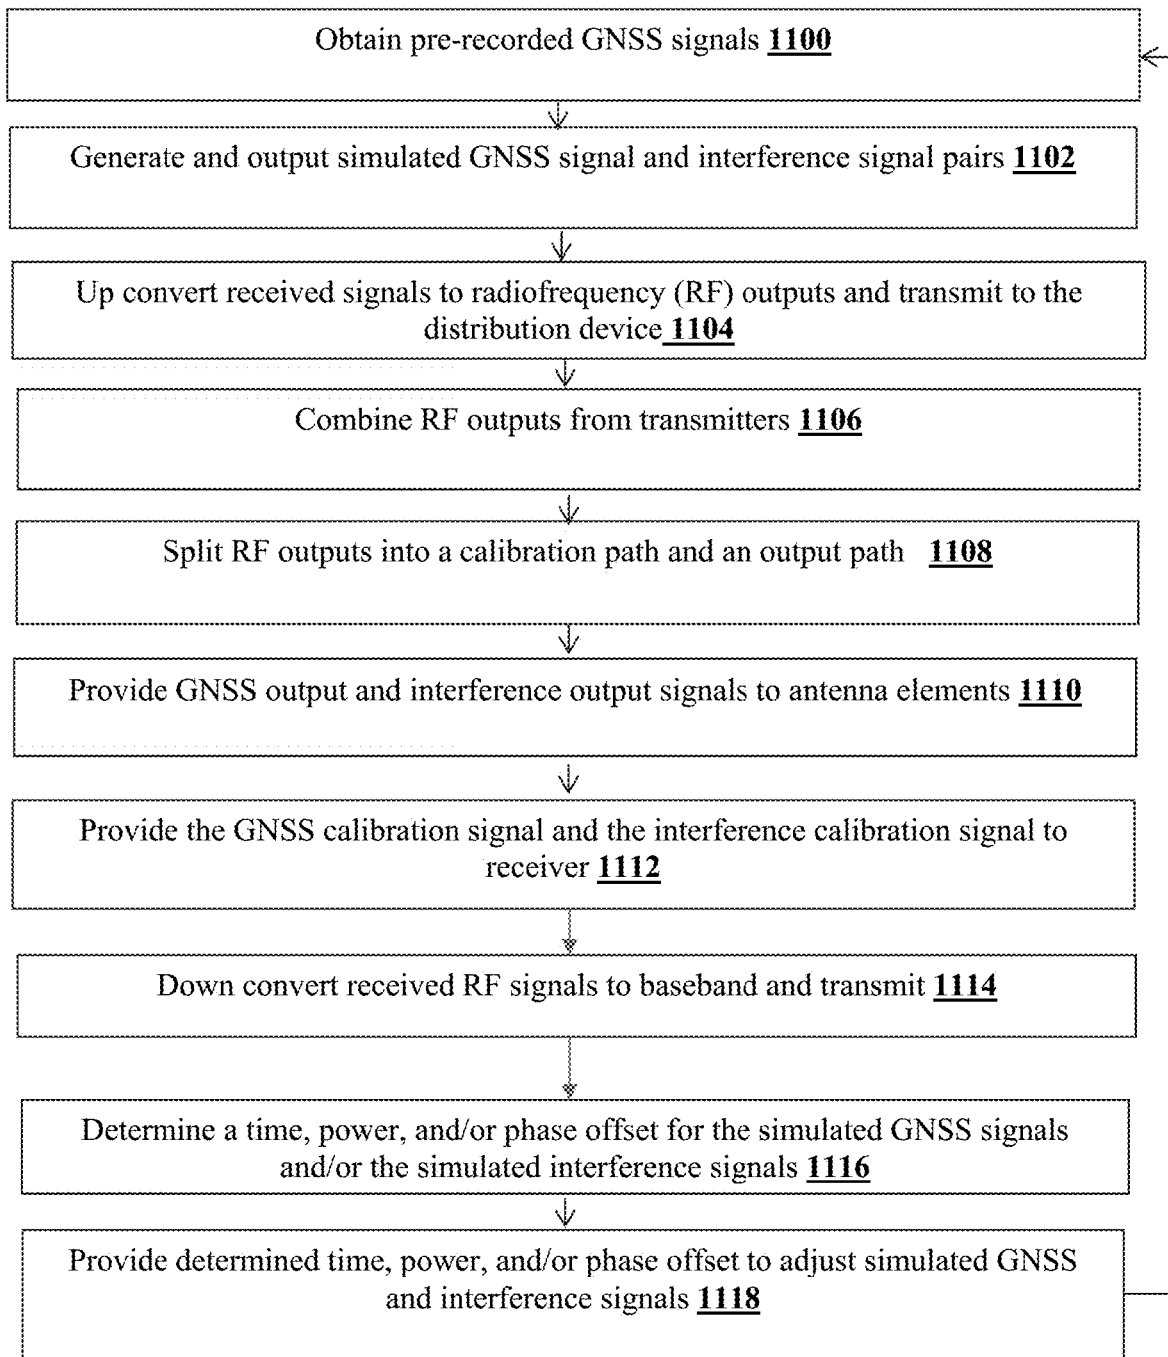 Obtain pre-recorded GNSS signals 1100
Generate and output simulated GNSS signal and interference signal pairs 1102
Up convert received signals to radiofrequency (RF) outputs and transmit to the
distribution device 1104
Combine RF outputs from transmitters 1106
Split RF outputs into a calibration path and an output path 1108
Provide GNSS output and interference output signals to antenna elements 1110
Provide the GNSS calibration signal and the interference calibration signal to
receiver 1112
Down convert received RF signals to baseband and transmit 1114
Determine a time, power, and/or phase offset for the simulated GNSS signals
and/or the simulated interference signals 1116
Provide determined time, power, and/or phase offset to adjust simulated GNSS
and interference signals 1118